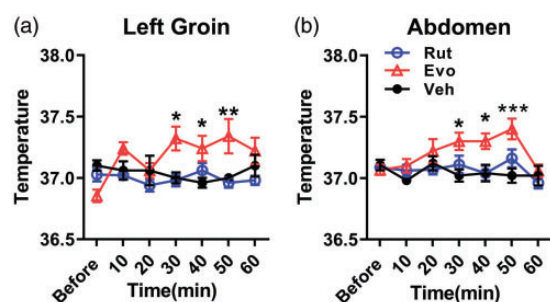 (a) Left Groin
38.0
37.5
37.0
36.5
Temperature
* * **
Before 10 20 30 40 50 60
Time(min)
(b) Abdomen
Rut
Evo
Veh
38.0
37.5
37.0
36.5
Temperature
* * ***
Before 10 20 30 40 50 60
Time(min)